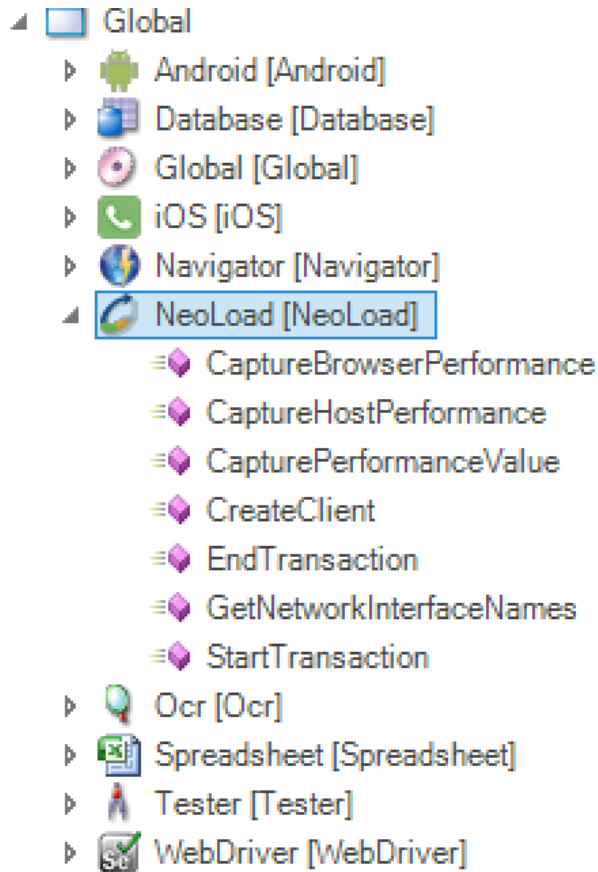 Global
Android [Android]
Database [Database]
Global [Global]
iOS [iOS]
Navigator [Navigator]
NeoLoad [NeoLoad]
CaptureBrowserPerformance
CaptureHostPerformance
CapturePerformanceValue
CreateClient
EndTransaction
GetNetworkInterfaceNames
StartTransaction
Ocr [Ocr]
Spreadsheet [Spreadsheet]
Tester [Tester]
Se
WebDriver [WebDriver]